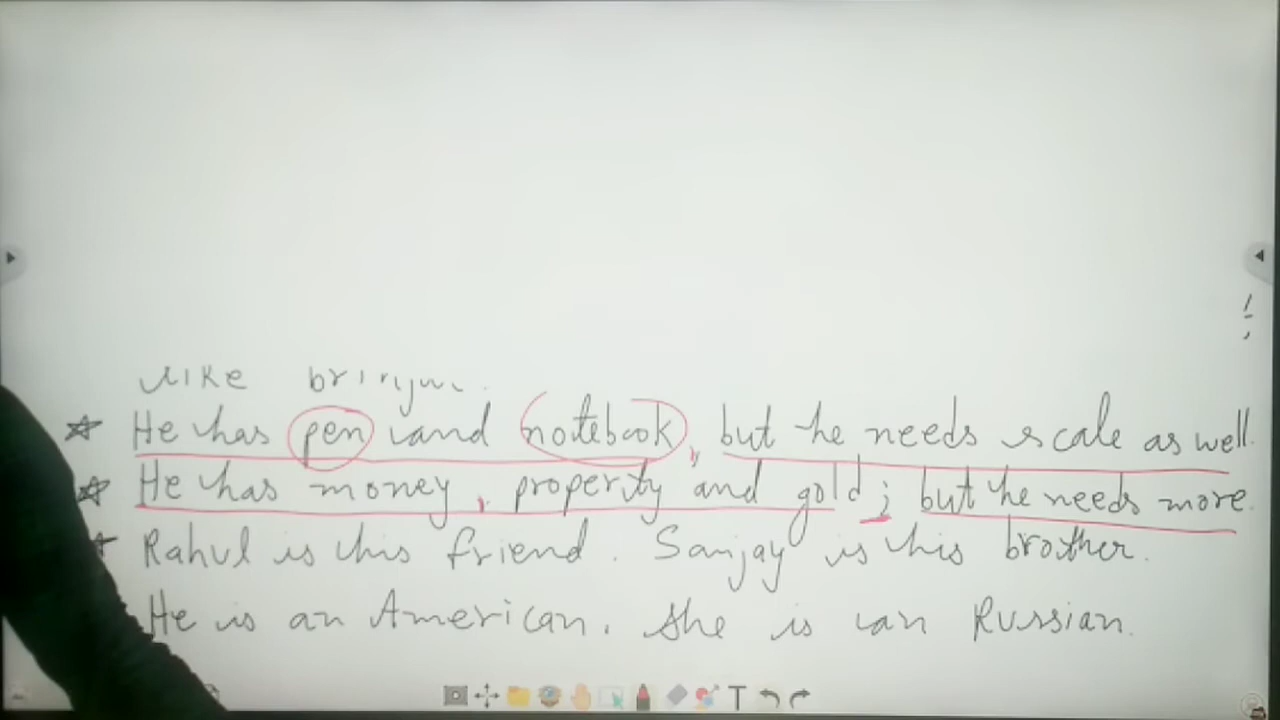 like
He has pen and notebook, but he needs scale as well.
He has money, property and gold; but he needs more.
Rahul is his friend. Sanjay is his brother.
He is an American. She is an Russian.